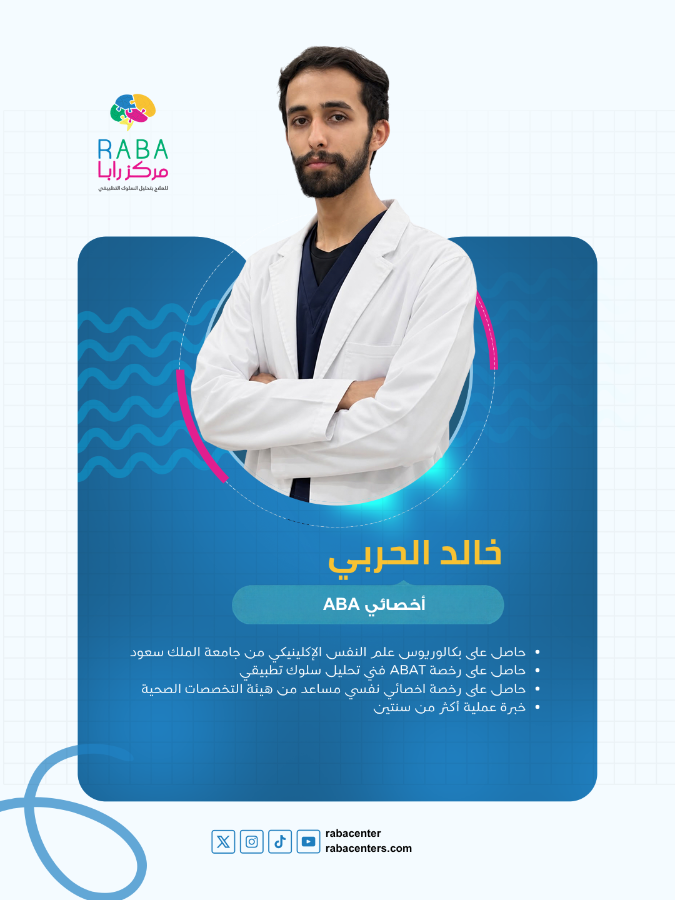 RABA
مركز رابا
للعلاج بتحليل السلوك التطبيقي
خالد الحربي
أخصائي ABA
• حاصل على بكالوريوس علم النفس الإكلينيكي من جامعة الملك سعود
• حاصل على رخصة ABAT فني تحليل سلوك تطبيقي
• حاصل على رخصة اخصائي نفسي مساعد من هيئة التخصصات الصحية
• خبرة عملية أكثر من سنتين
rabacenter
rabacenters.com